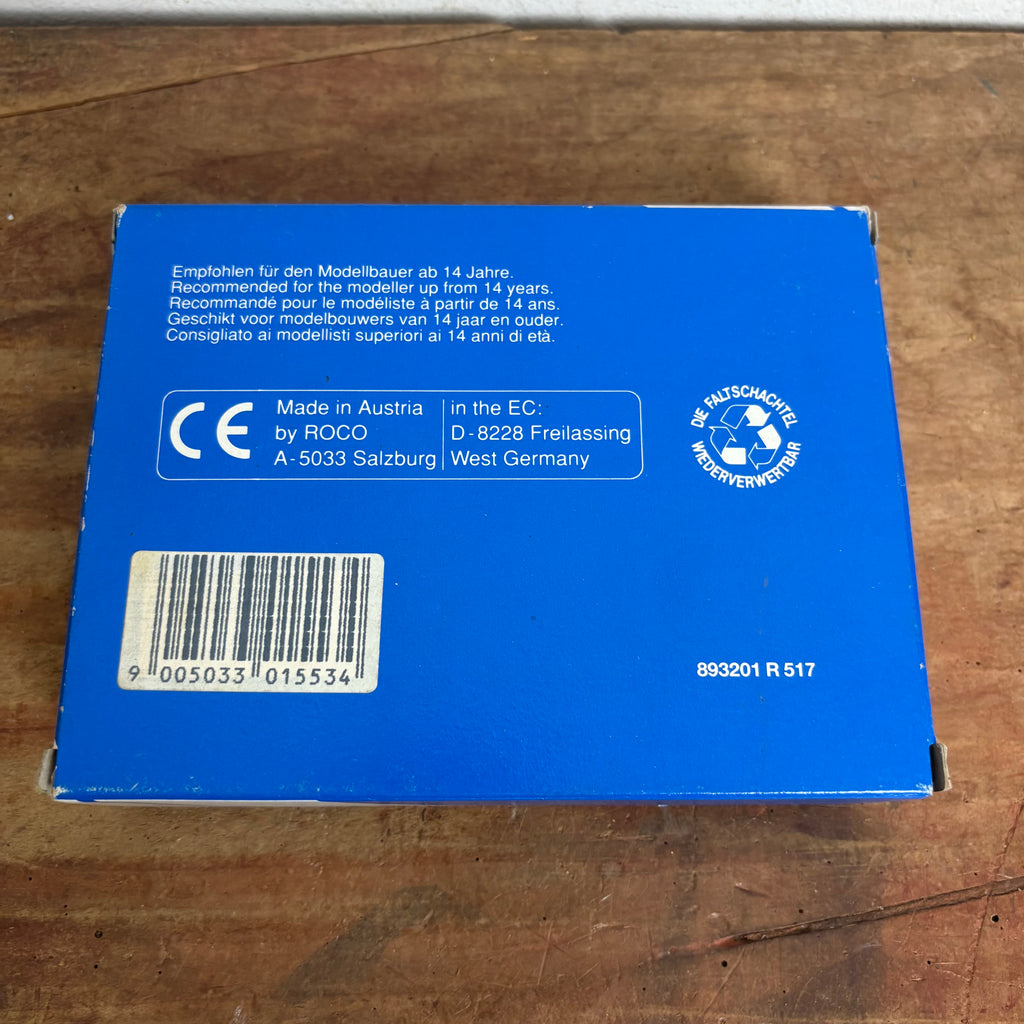 Empfohlen für den Modellbauer ab 14 Jahre.
Recommended for the modeller up from 14 years.
Recommandé pour le modéliste à partir de 14 ans.
Geschikt voor modelbouwers van 14 jaar en ouder.
Consigliato ai modellisti superiori ai 14 anni di età.
CE
Made in Austria
by ROCO
A-5033 Salzburg
in the EC:
D-8228 Freilassing
West Germany
DIE FALTSCHACHTEL
WIEDERVERWERTBAR
9 005033 015534
893201 R 517